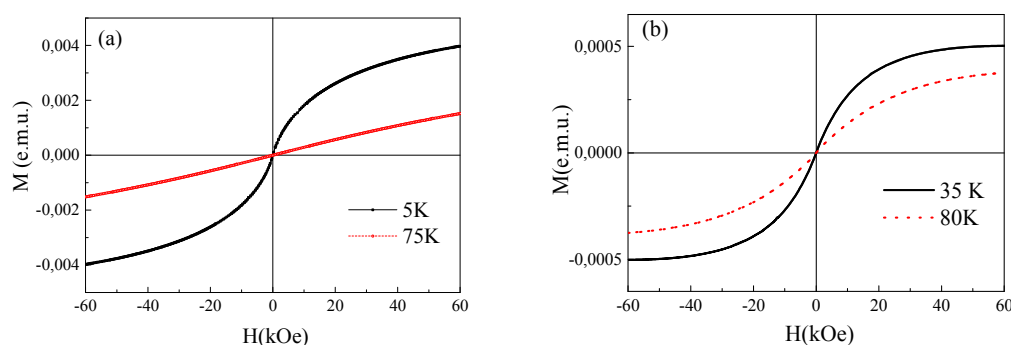 (a)
0,004
0,002
0,000
-0,002
-0,004
M (e.m.u.)
5K
75K
-60 -40 -20 0 20 40 60
H(kOe)
(b)
0,0005
0,0000
-0,0005
M(e.m.u.)
35 K
80K
-60 -40 -20 0 20 40 60
H(kOe)